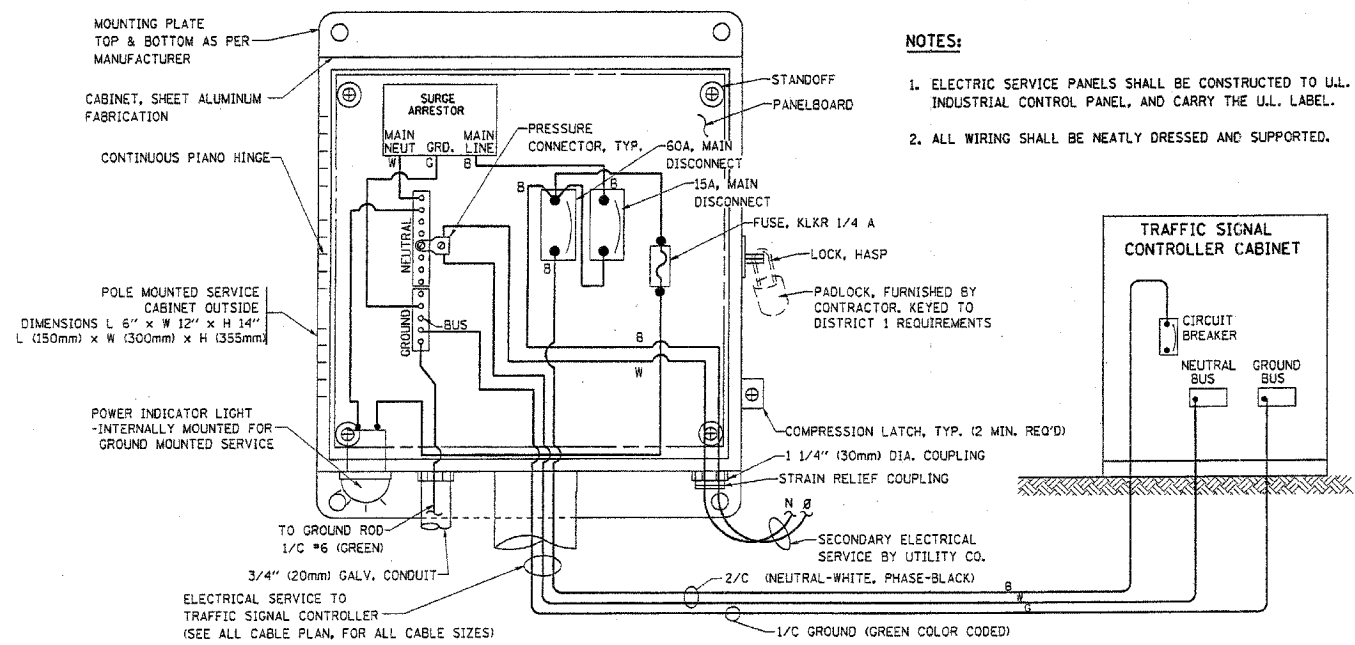 MOUNTING PLATE
TOP & BOTTOM AS PER
MANUFACTURER
CABINET, SHEET ALUMINUM
FABRICATION
CONTINUOUS PIANO HINGE
POLE MOUNTED SERVICE
CABINET OUTSIDE
DIMENSIONS L 6" x W 12" x H 14"
L (150mm) x W (300mm) x H (355mm)
POWER INDICATOR LIGHT
-INTERNALLY MOUNTED FOR
GROUND MOUNTED SERVICE
SURGE
ARRESTOR
MAIN
NEUT
GRD.
MAIN
LINE
W
G
B
NEUTRAL
GROUND
BUS
B
B
B
B
W
STANDOFF
PANELBOARD
PRESSURE
CONNECTOR, TYP.
60A, MAIN
DISCONNECT
15A, MAIN
DISCONNECT
FUSE, KLKR 1/4 A
LOCK, HASP
PADLOCK, FURNISHED BY
CONTRACTOR. KEYED TO
DISTRICT 1 REQUIREMENTS
COMPRESSION LATCH, TYP. (2 MIN. REQ'D)
1 1/4" (30mm) DIA. COUPLING
STRAIN RELIEF COUPLING
N Ø
SECONDARY ELECTRICAL
SERVICE BY UTILITY CO.
TO GROUND ROD
1/C #6 (GREEN)
3/4" (20mm) GALV. CONDUIT
ELECTRICAL SERVICE TO
TRAFFIC SIGNAL CONTROLLER
(SEE ALL CABLE PLAN, FOR ALL CABLE SIZES)
2/C (NEUTRAL-WHITE, PHASE-BLACK)
1/C GROUND (GREEN COLOR CODED)
B
W
G
NOTES:
1. ELECTRIC SERVICE PANELS SHALL BE CONSTRUCTED TO U.L.
INDUSTRIAL CONTROL PANEL, AND CARRY THE U.L. LABEL.
2. ALL WIRING SHALL BE NEATLY DRESSED AND SUPPORTED.
TRAFFIC SIGNAL
CONTROLLER CABINET
CIRCUIT
BREAKER
NEUTRAL
BUS
GROUND
BUS